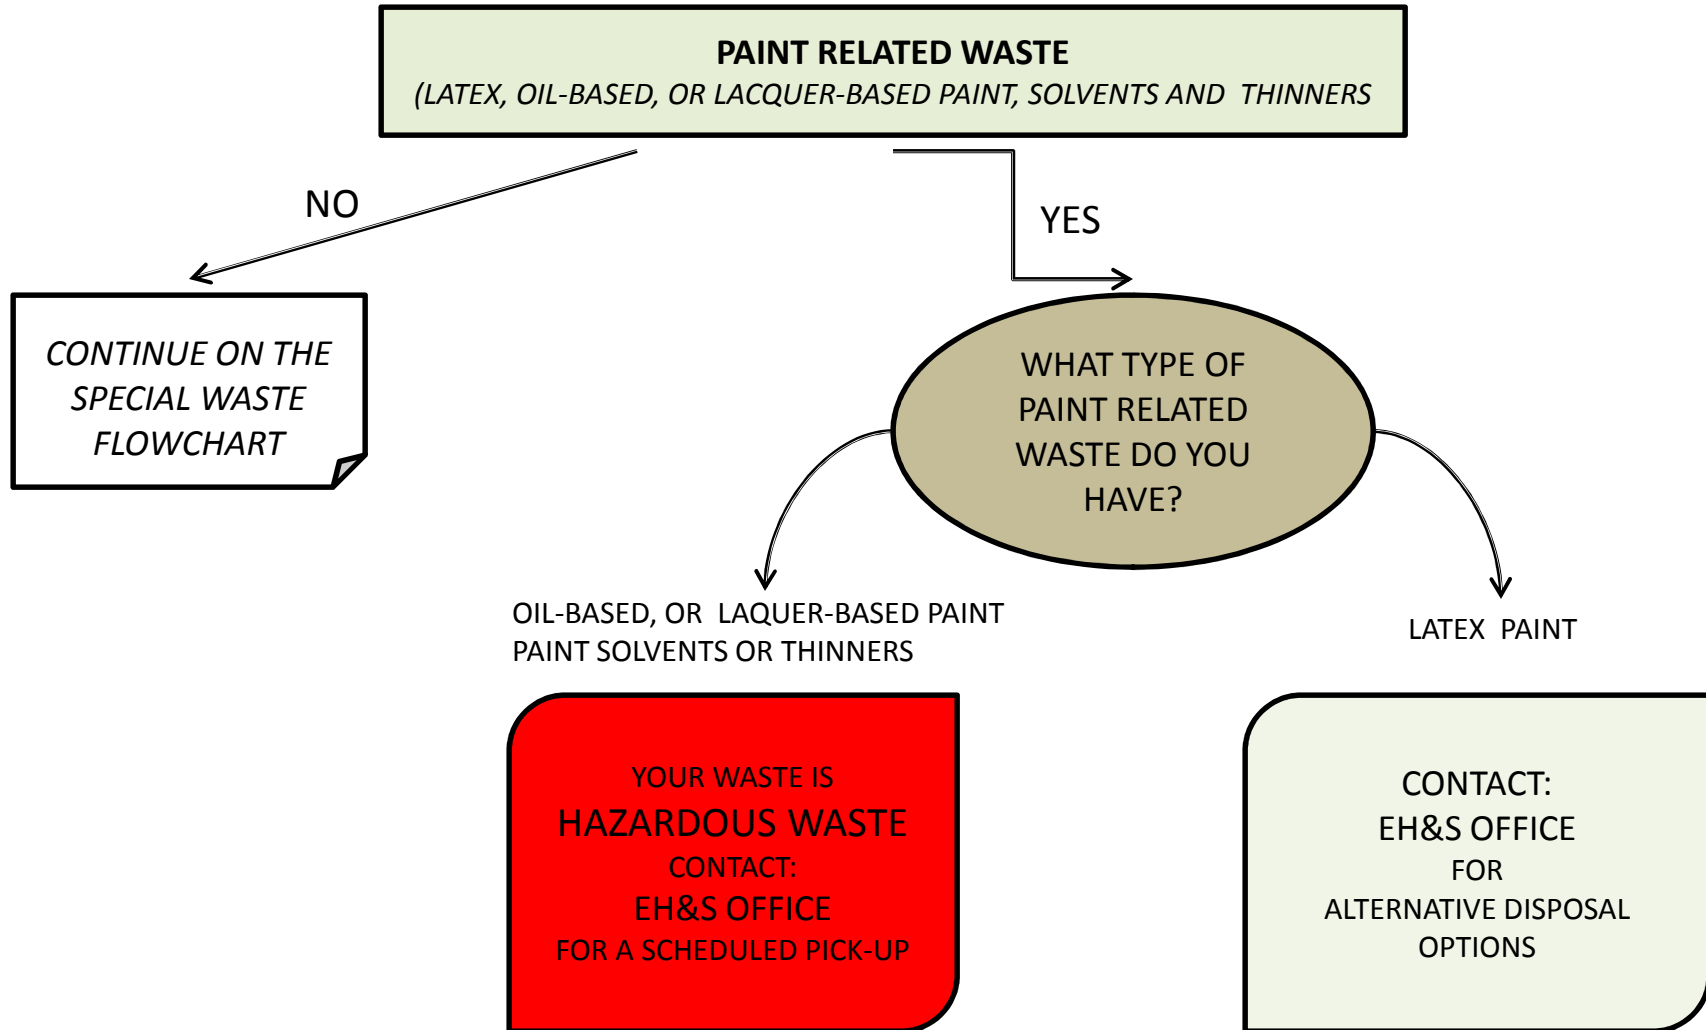 PAINT RELATED WASTE
(LATEX, OIL-BASED, OR LACQUER-BASED PAINT, SOLVENTS AND THINNERS
NO
YES
CONTINUE ON THE
SPECIAL WASTE
FLOWCHART
WHAT TYPE OF
PAINT RELATED
WASTE DO YOU
HAVE?
OIL-BASED, OR LAQUER-BASED PAINT
PAINT SOLVENTS OR THINNERS
LATEX PAINT
YOUR WASTE IS
HAZARDOUS WASTE
CONTACT:
EH&S OFFICE
FOR A SCHEDULED PICK-UP
CONTACT:
EH&S OFFICE
FOR
ALTERNATIVE DISPOSAL
OPTIONS